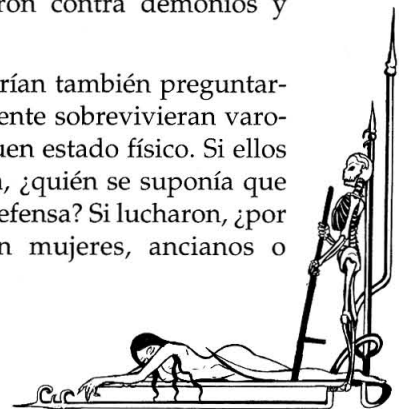 ron contra demonios y
rían también preguntar-
ente sobrevivieran varo-
uen estado físico. Si ellos
, ¿quién se suponía que
efensa? Si lucharon, ¿por
n mujeres, ancianos o